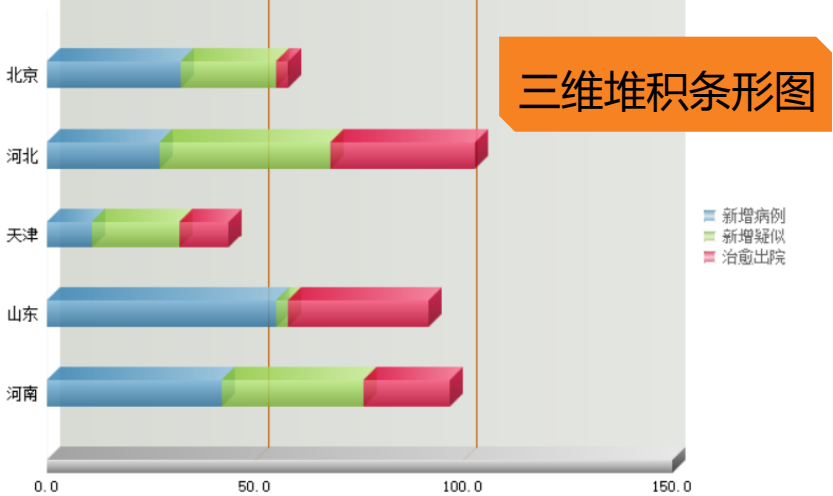 三维堆积条形图
北京
河北
天津
山东
河南
新增病例
新增疑似
治愈出院
0.0
50.0
100.0
150.0